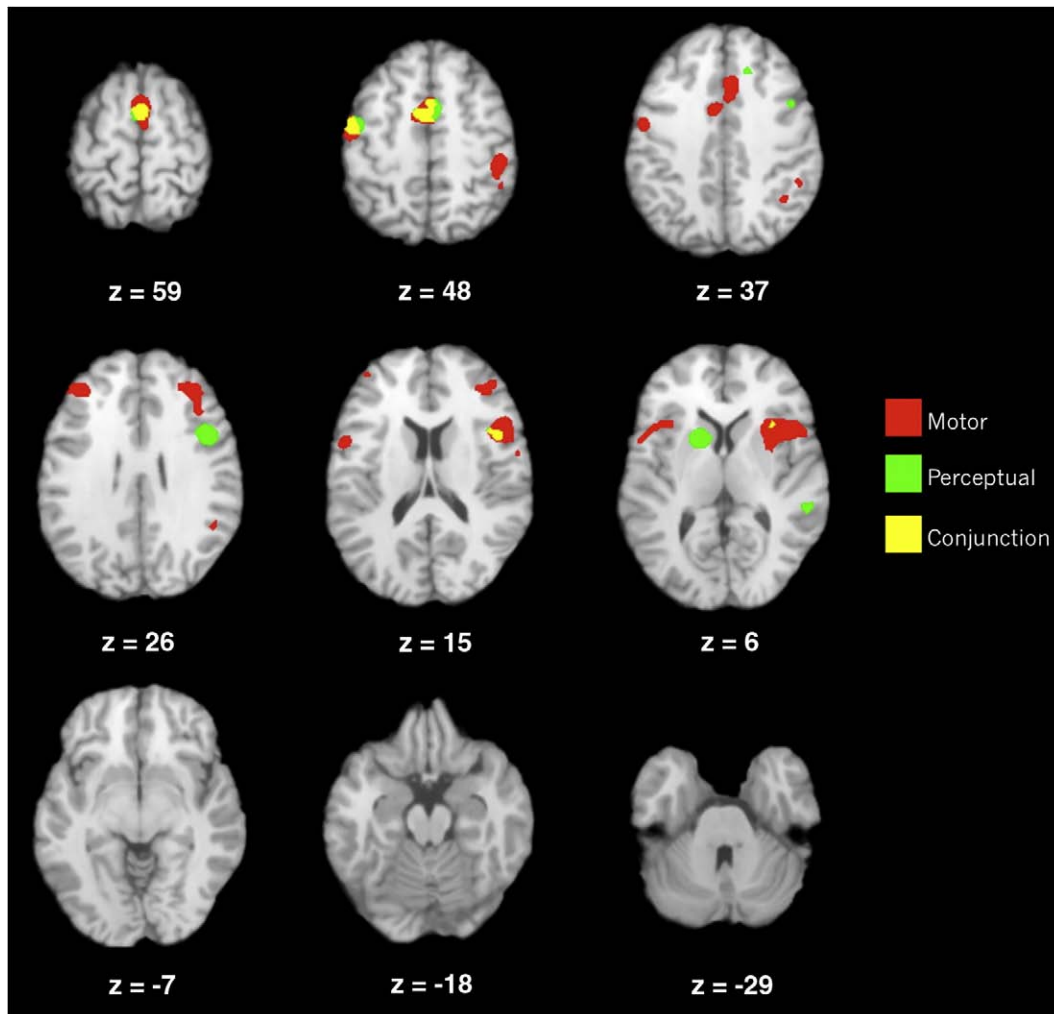 z = 59
z = 48
z = 37
z = 26
z = 15
z = 6
Motor
Perceptual
Conjunction
z = -7
z = -18
z = -29